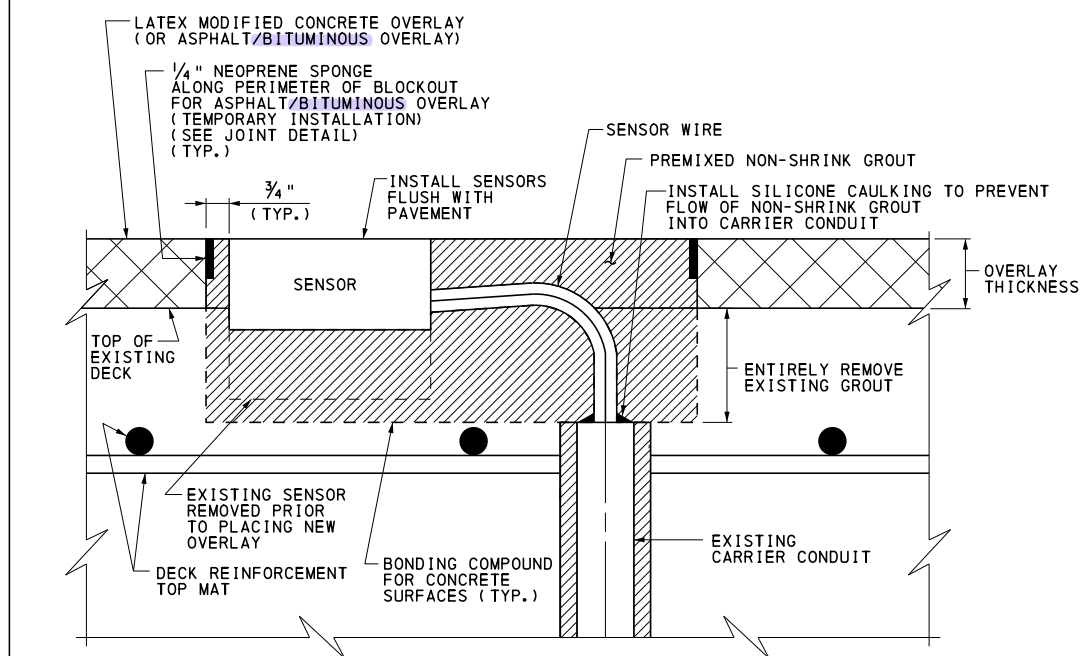 LATEX MODIFIED CONCRETE OVERLAY
(OR ASPHALT/BITUMINOUS OVERLAY)
1/4" NEOPRENE SPONGE
ALONG PERIMETER OF BLOCKOUT
FOR ASPHALT/BITUMINOUS OVERLAY
(TEMPORARY INSTALLATION)
(SEE JOINT DETAIL)
(TYP.)
SENSOR WIRE
PREMIXED NON-SHRINK GROUT
3/4"
(TYP.)
INSTALL SENSORS
FLUSH WITH
PAVEMENT
INSTALL SILICONE CAULKING TO PREVENT
FLOW OF NON-SHRINK GROUT
INTO CARRIER CONDUIT
SENSOR
OVERLAY
THICKNESS
TOP OF
EXISTING
DECK
ENTIRELY REMOVE
EXISTING GROUT
EXISTING SENSOR
REMOVED PRIOR
TO PLACING NEW
OVERLAY
EXISTING
CARRIER CONDUIT
BONDING COMPOUND
FOR CONCRETE
SURFACES (TYP.)
DECK REINFORCEMENT
TOP MAT